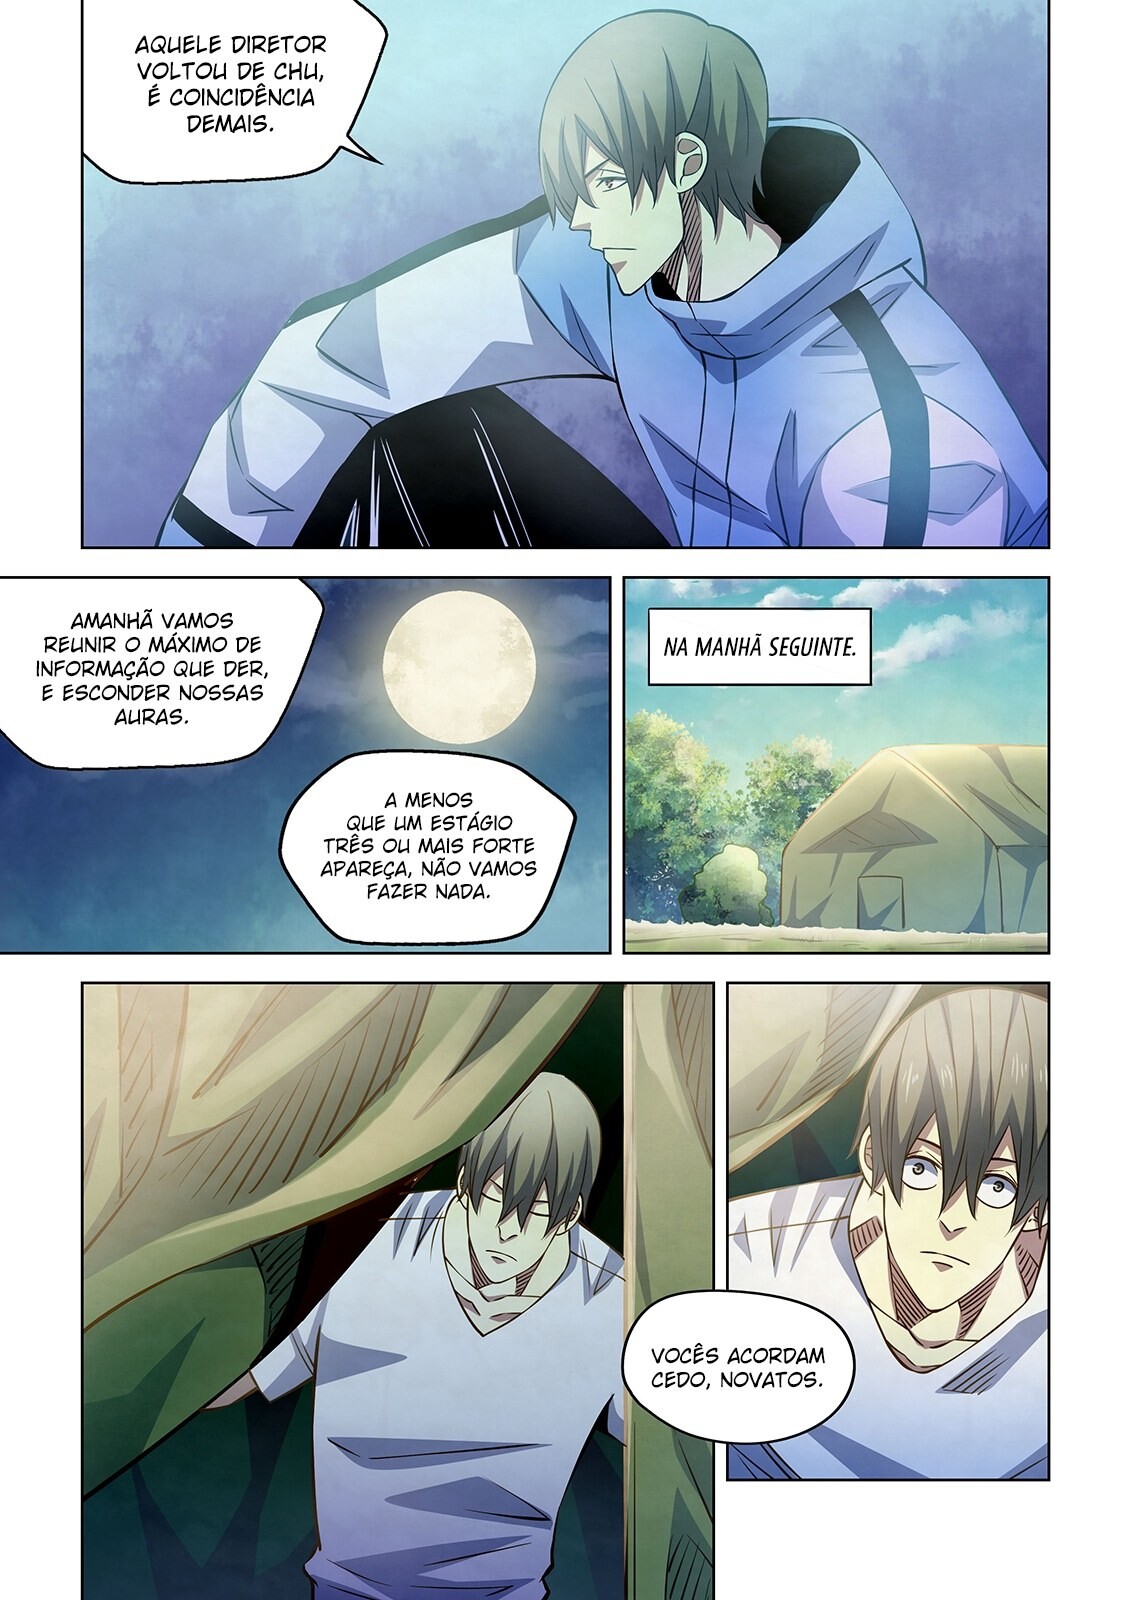 AQUELE DIRETOR
VOLTOU DE CHU,
É COINCIDÊNCIA
DEMAIS.
AMANHÃ VAMOS
REUNIR O MÁXIMO DE
INFORMAÇÃO QUE DER,
E ESCONDER NOSSAS
AURAS.
A MENOS
QUE UM ESTÁGIO
TRÊS OU MAIS FORTE
APAREÇA, NÃO VAMOS
FAZER NADA.
NA MANHÃ SEGUINTE.
VOCÊS ACORDAM
CEDO, NOVATOS.